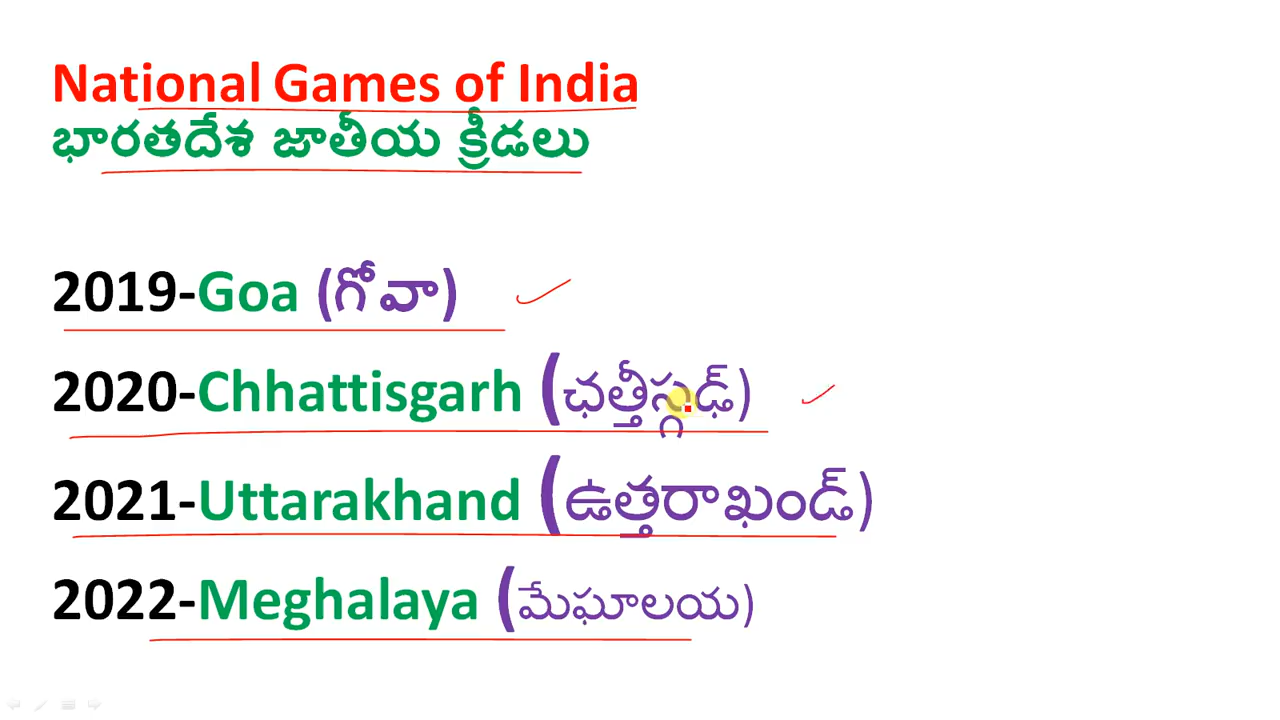 National Games of India
భారతదేశ జాతీయ క్రీడలు
2019-Goa (గోవా)
2020-Chhattisgarh (ఛత్తీస్గఢ్)
2021-Uttarakhand (ఉత్తరాఖండ్)
2022-Meghalaya (మేఘాలయ)